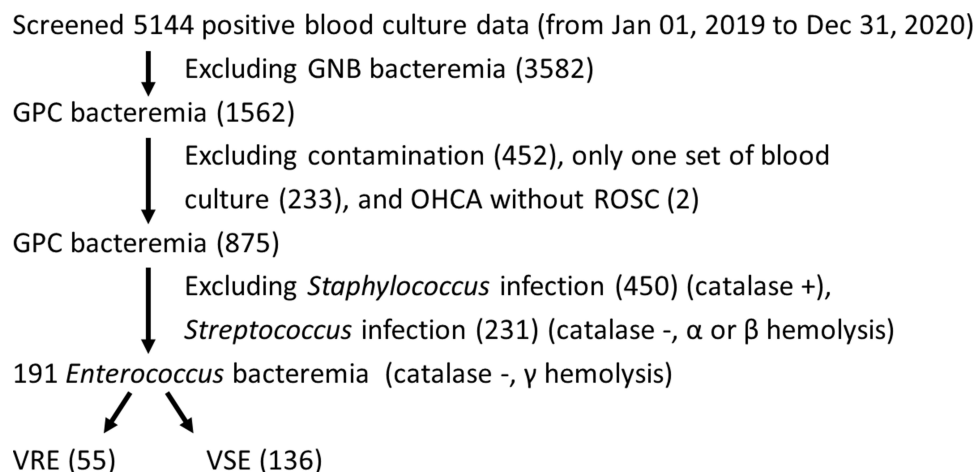 Screened 5144 positive blood culture data (from Jan 01, 2019 to Dec 31, 2020)
Excluding GNB bacteremia (3582)
GPC bacteremia (1562)
Excluding contamination (452), only one set of blood
culture (233), and OHCA without ROSC (2)
GPC bacteremia (875)
Excluding Staphylococcus infection (450) (catalase +),
Streptococcus infection (231) (catalase -, α or β hemolysis)
191 Enterococcus bacteremia (catalase -, γ hemolysis)
VRE (55) VSE (136)